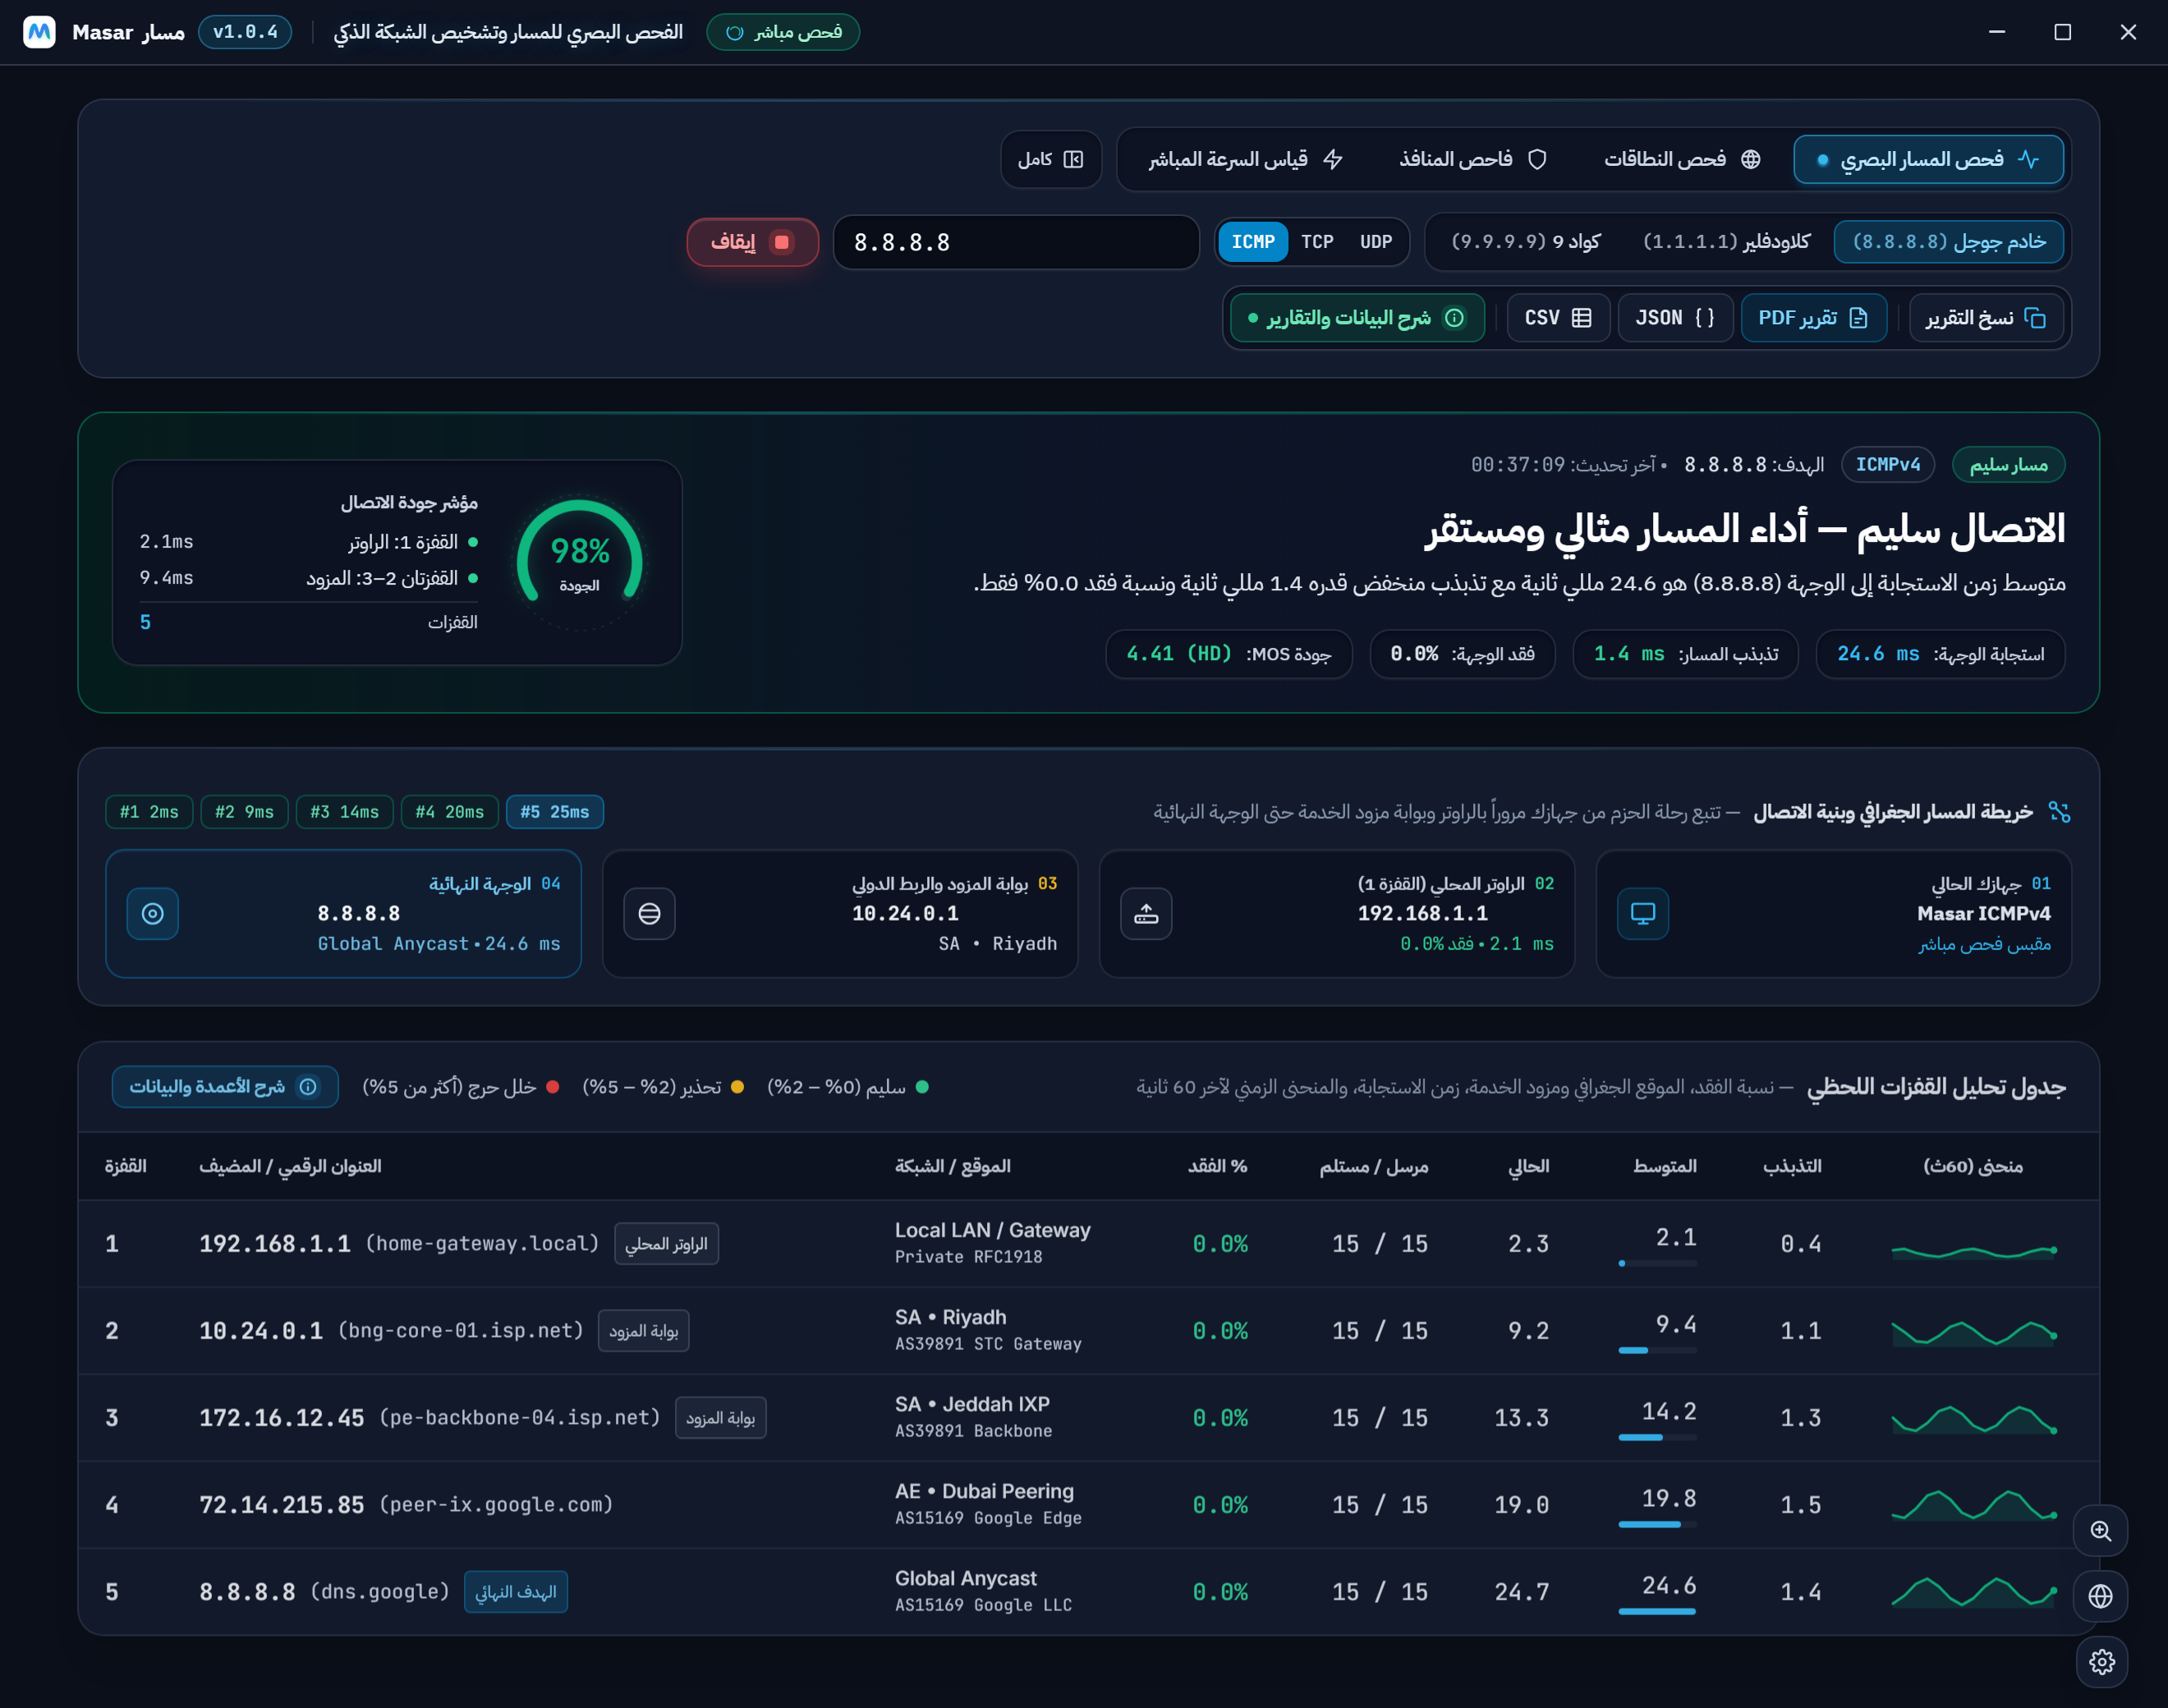 مسار Masar v1.0.4 الفحص البصري للمسار وتشخيص الشبكة الذكي فحص مباشر
فحص المسار البصري فحص النطاقات فاحص المنافذ قياس السرعة المباشر كامل
خادم جوجل (8.8.8.8) كلاودفلير (1.1.1.1) كواد 9 (9.9.9.9) ICMP TCP UDP 8.8.8.8 إيقاف
نسخ التقرير تقرير PDF JSON CSV شرح البيانات والتقارير
مسار سليم ICMPv4 الهدف: 8.8.8.8 • آخر تحديث: 00:37:09
الاتصال سليم — أداء المسار مثالي ومستقر
متوسط زمن الاستجابة إلى الوجهة (8.8.8.8) هو 24.6 مللي ثانية مع تذبذب منخفض قدره 1.4 مللي ثانية ونسبة فقد 0.0% فقط.
استجابة الوجهة: 24.6 ms تذبذب المسار: 1.4 ms فقد الوجهة: 0.0% جودة MOS: 4.41 (HD)
98%
الجودة
مؤشر جودة الاتصال
القفزة 1: الراوتر 2.1ms
القفزتان 2–3: المزود 9.4ms
القفزات 5
خريطة المسار الجغرافي وبنية الاتصال — تتبع رحلة الحزم من جهازك مروراً بالراوتر وبوابة مزود الخدمة حتى الوجهة النهائية
#1 2ms #2 9ms #3 14ms #4 20ms #5 25ms
01 جهازك الحالي
Masar ICMPv4
مقبس فحص مباشر
02 الراوتر المحلي (القفزة 1)
192.168.1.1
2.1 ms • فقد 0.0%
03 بوابة المزود والربط الدولي
10.24.0.1
SA • Riyadh
04 الوجهة النهائية
8.8.8.8
Global Anycast • 24.6 ms
جدول تحليل القفزات اللحظي — نسبة الفقد، الموقع الجغرافي ومزود الخدمة، زمن الاستجابة، والمنحنى الزمني لآخر 60 ثانية
سليم (0% – 2%) تحذير (2% – 5%) خلل حرج (أكثر من 5%) شرح الأعمدة والبيانات
القفزة العنوان الرقمي / المضيف الموقع / الشبكة % الفقد مرسل / مستلم الحالي المتوسط التذبذب منحنى (60ث)
1 192.168.1.1 (home-gateway.local) الراوتر المحلي Local LAN / Gateway 0.0% 15 / 15 2.3 2.1 0.4
Private RFC1918
2 10.24.0.1 (bng-core-01.isp.net) بوابة المزود SA • Riyadh 0.0% 15 / 15 9.2 9.4 1.1
AS39891 STC Gateway
3 172.16.12.45 (pe-backbone-04.isp.net) بوابة المزود SA • Jeddah IXP 0.0% 15 / 15 13.3 14.2 1.3
AS39891 Backbone
4 72.14.215.85 (peer-ix.google.com) AE • Dubai Peering 0.0% 15 / 15 19.0 19.8 1.5
AS15169 Google Edge
5 8.8.8.8 (dns.google) الهدف النهائي Global Anycast 0.0% 15 / 15 24.7 24.6 1.4
AS15169 Google LLC